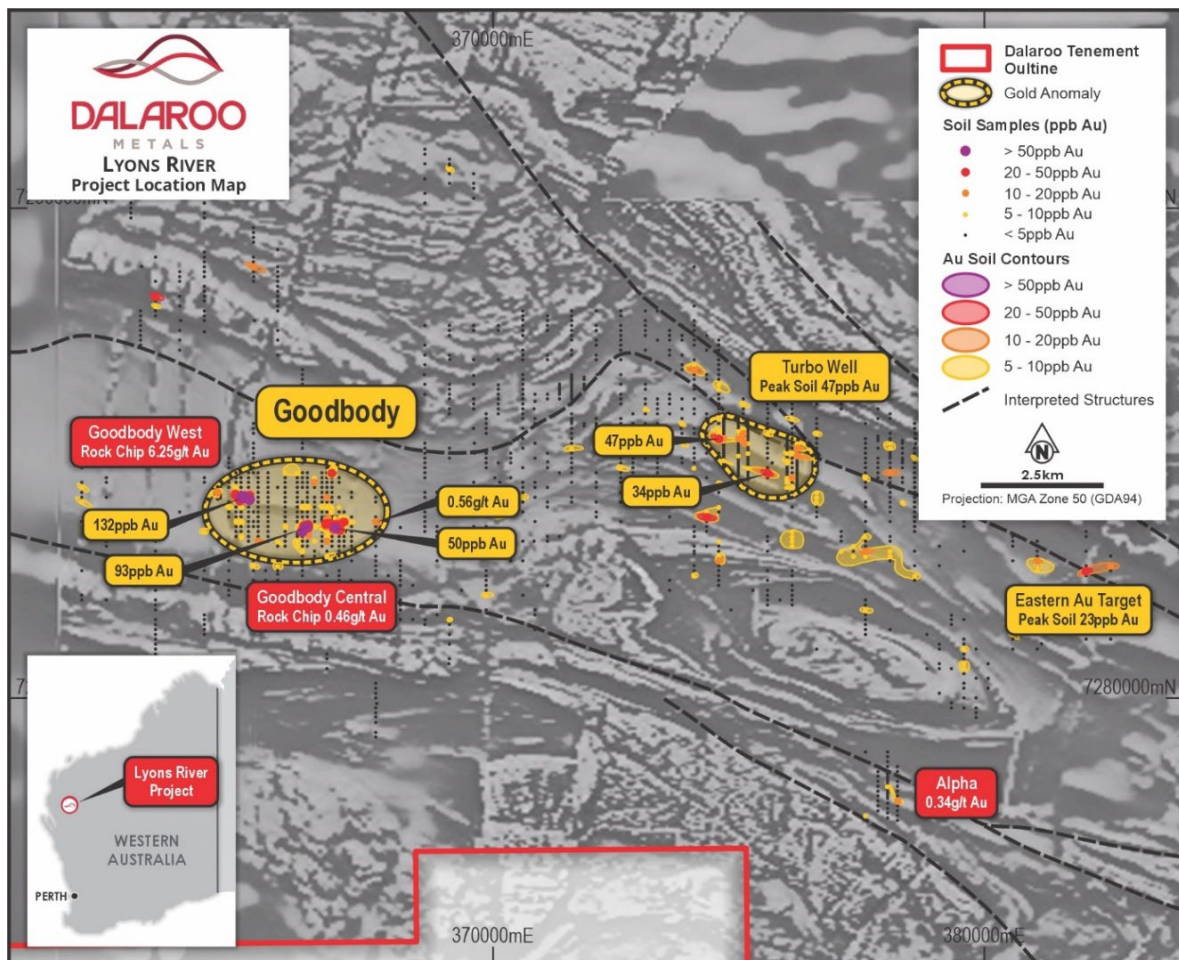 DALAROO
METALS
LYONS RIVER
Project Location Map
370000mE
Dalaroo Tenement
Oultine
Gold Anomaly
Soil Samples (ppb Au)
> 50ppb Au
20 - 50ppb Au
10 - 20ppb Au
5 - 10ppb Au
< 5ppb Au
Au Soil Contours
> 50ppb Au
20 - 50ppb Au
10 - 20ppb Au
5 - 10ppb Au
Interpreted Structures
N
2.5km
Projection: MGA Zone 50 (GDA94)
Turbo Well
Peak Soil 47ppb Au
Goodbody
Goodbody West
Rock Chip 6.25g/t Au
47ppb Au
34ppb Au
0.56g/t Au
132ppb Au
50ppb Au
93ppb Au
Goodbody Central
Rock Chip 0.46g/t Au
Eastern Au Target
Peak Soil 23ppb Au
7280000mN
Lyons River
Project
WESTERN
AUSTRALIA
PERTH
Alpha
0.34g/t Au
370000mE
380000mE